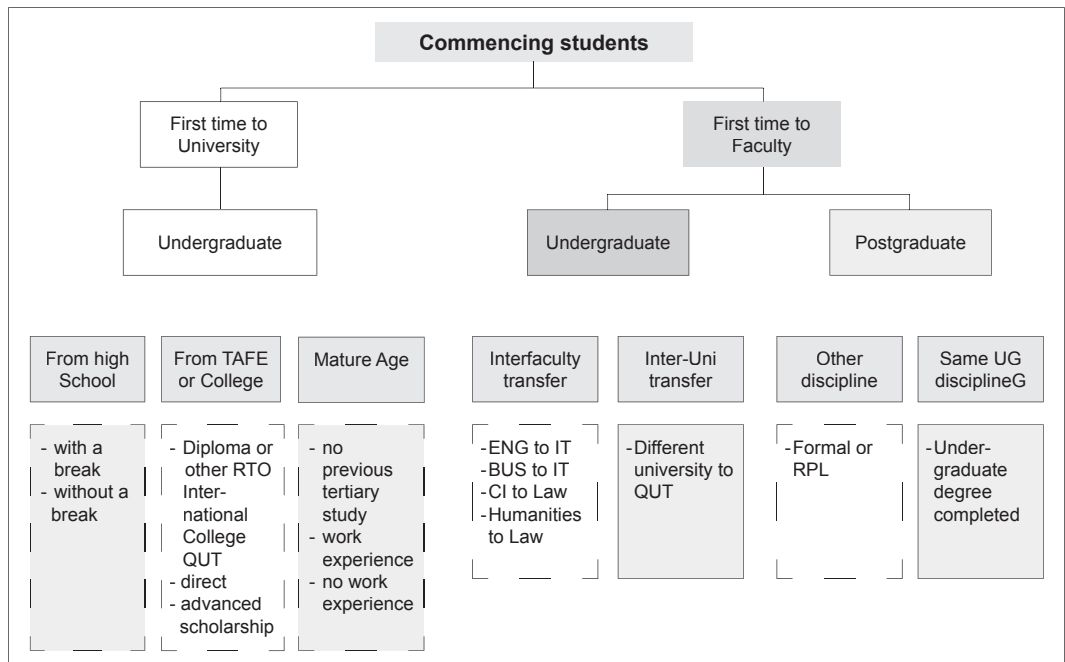 Commencing students
First time to
University
First time to
Faculty
Undergraduate
Undergraduate
Postgraduate
From high
School
From TAFE
or College
Mature Age
Interfaculty
transfer
Inter-Uni
transfer
Other
discipline
Same UG
disciplineG
- with a
break
- without a
break
- Diploma or
other RTO
Inter-
national
College
QUT
- direct
- advanced
scholarship
- no
previous
tertiary
study
- work
experience
- no work
experience
-ENG to IT
-BUS to IT
-CI to Law
-Humanities
to Law
-Different
university to
QUT
-Formal or
RPL
-Under-
graduate
degree
completed